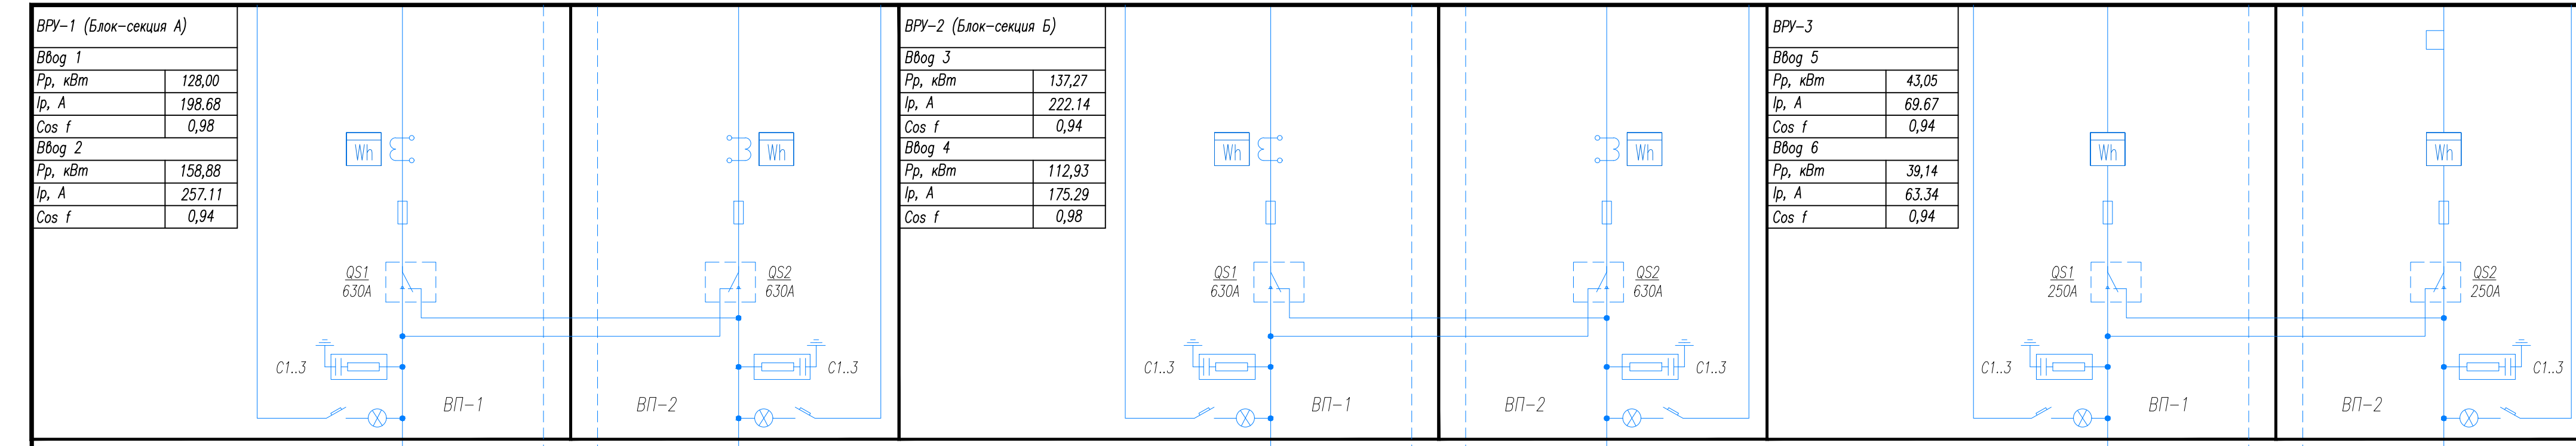 ВРУ-1 (Блок-секция А)
Ввод 1
Рр, кВт 128,00
Iр, А 198.68
Cos f 0,98
Ввод 2
Рр, кВт 158,88
Iр, А 257.11
Cos f 0,94
Wh
Wh
QS1
630А
QS2
630А
С1..3
С1..3
ВП-1
ВП-2
ВРУ-2 (Блок-секция Б)
Ввод 3
Рр, кВт 137,27
Iр, А 222.14
Cos f 0,94
Ввод 4
Рр, кВт 112,93
Iр, А 175.29
Cos f 0,98
Wh
Wh
QS1
630А
QS2
630А
С1..3
С1..3
ВП-1
ВП-2
ВРУ-3
Ввод 5
Рр, кВт 43,05
Iр, А 69.67
Cos f 0,94
Ввод 6
Рр, кВт 39,14
Iр, А 63.34
Cos f 0,94
Wh
Wh
QS1
250А
QS2
250А
С1..3
С1..3
ВП-1
ВП-2